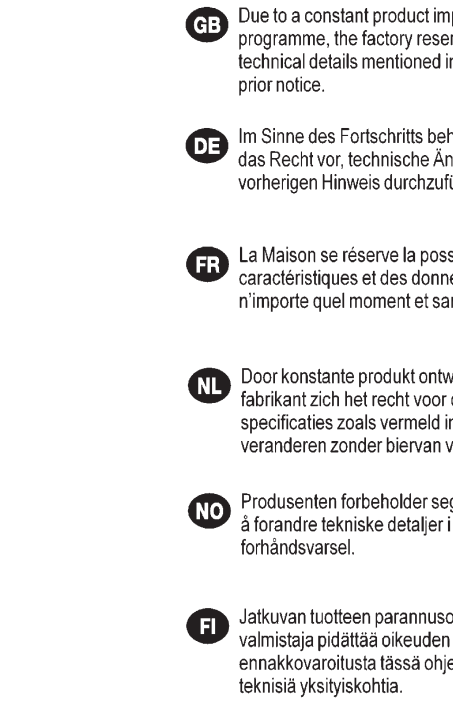 GB Due to a constant product imp
programme, the factory reser
technical details mentioned in
prior notice.
DE Im Sinne des Fortschritts beh
das Recht vor, technische Än
vorherigen Hinweis durchzufü
FR La Maison se réserve la poss
caractéristiques et des donne
n'importe quel moment et sar
NL Door konstante produkt ontw
fabrikant zich het recht voor
specificaties zoals vermeld in
veranderen zonder biervan v
NO Produsenten forbeholder seg
å forandre tekniske detaljer i
forhåndsvarsel.
FI Jatkuvan tuotteen parannuso
valmistaja pidättää oikeuden
ennakkovaroitusta tässä ohje
teknisiä yksityiskohtia.